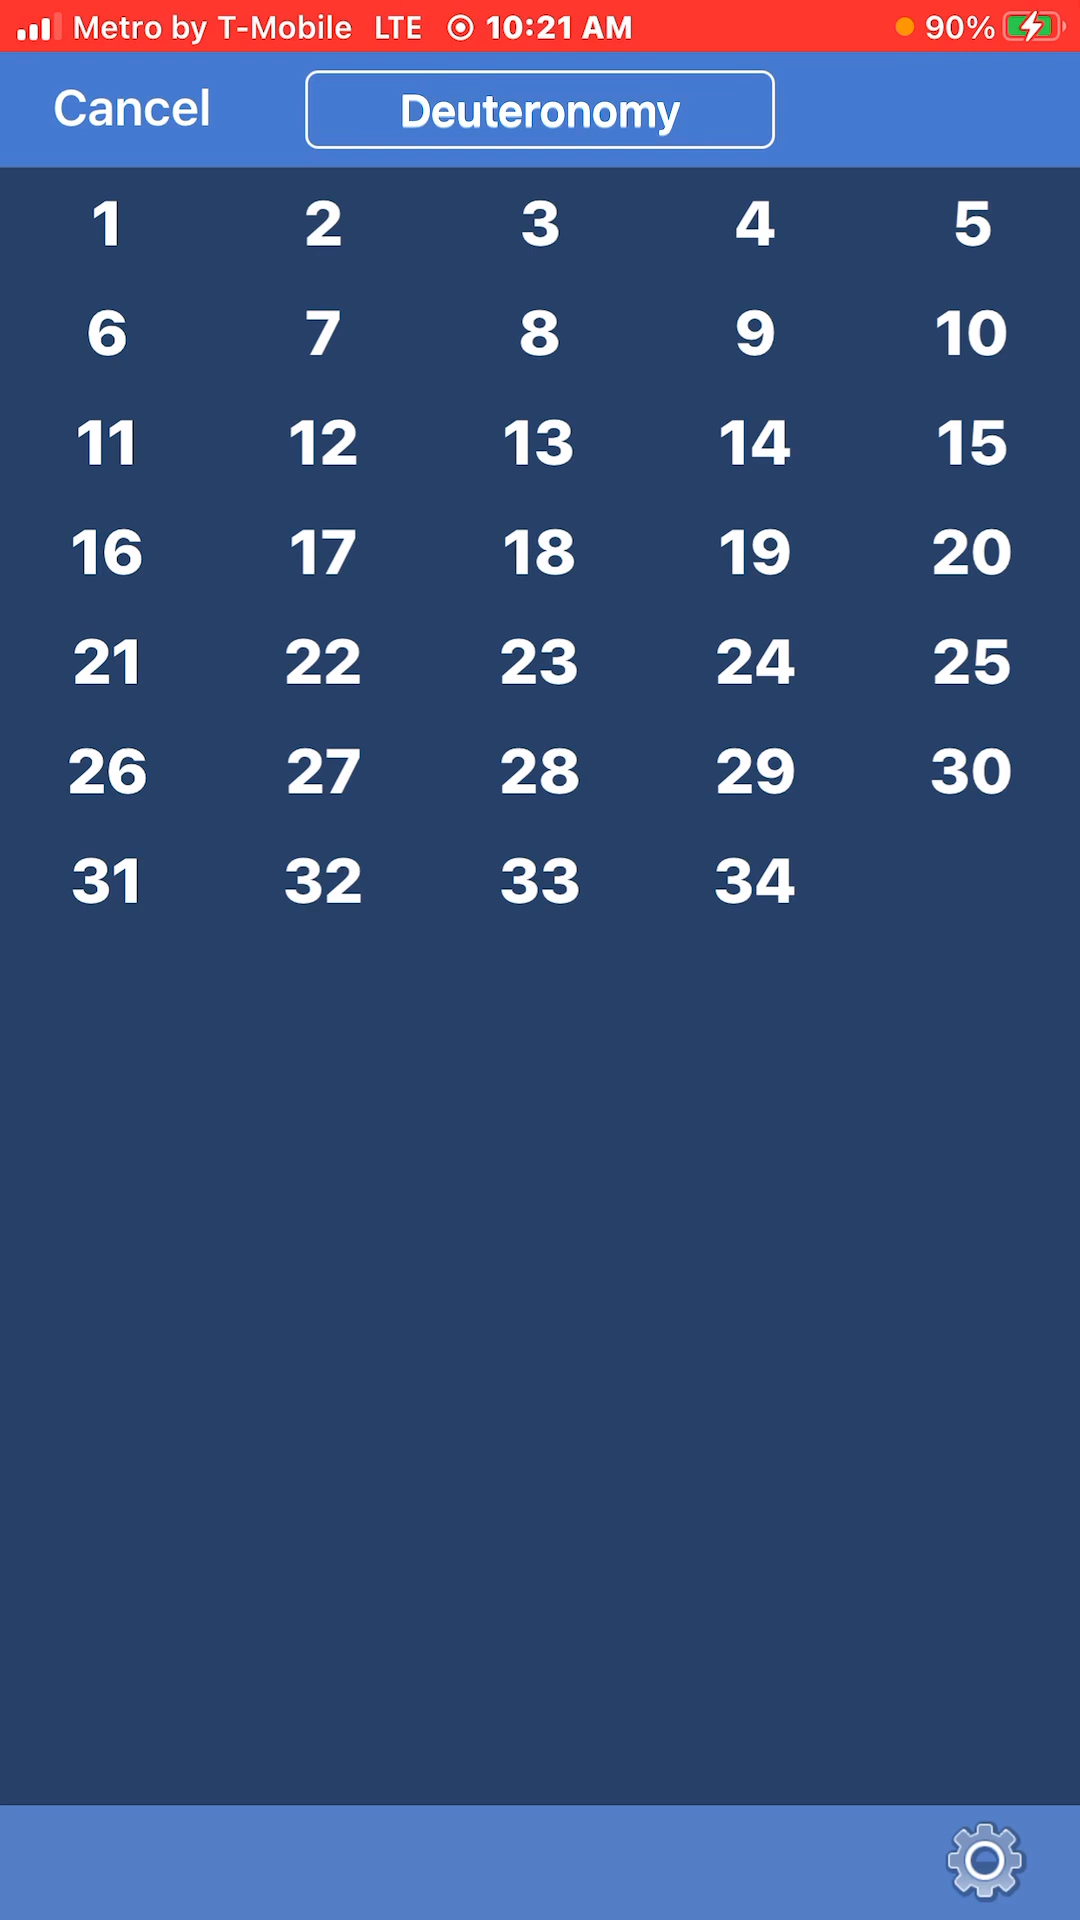 Metro by T-Mobile LTE 10:21 AM 90%
Cancel Deuteronomy
1 2 3 4 5
6 7 8 9 10
11 12 13 14 15
16 17 18 19 20
21 22 23 24 25
26 27 28 29 30
31 32 33 34